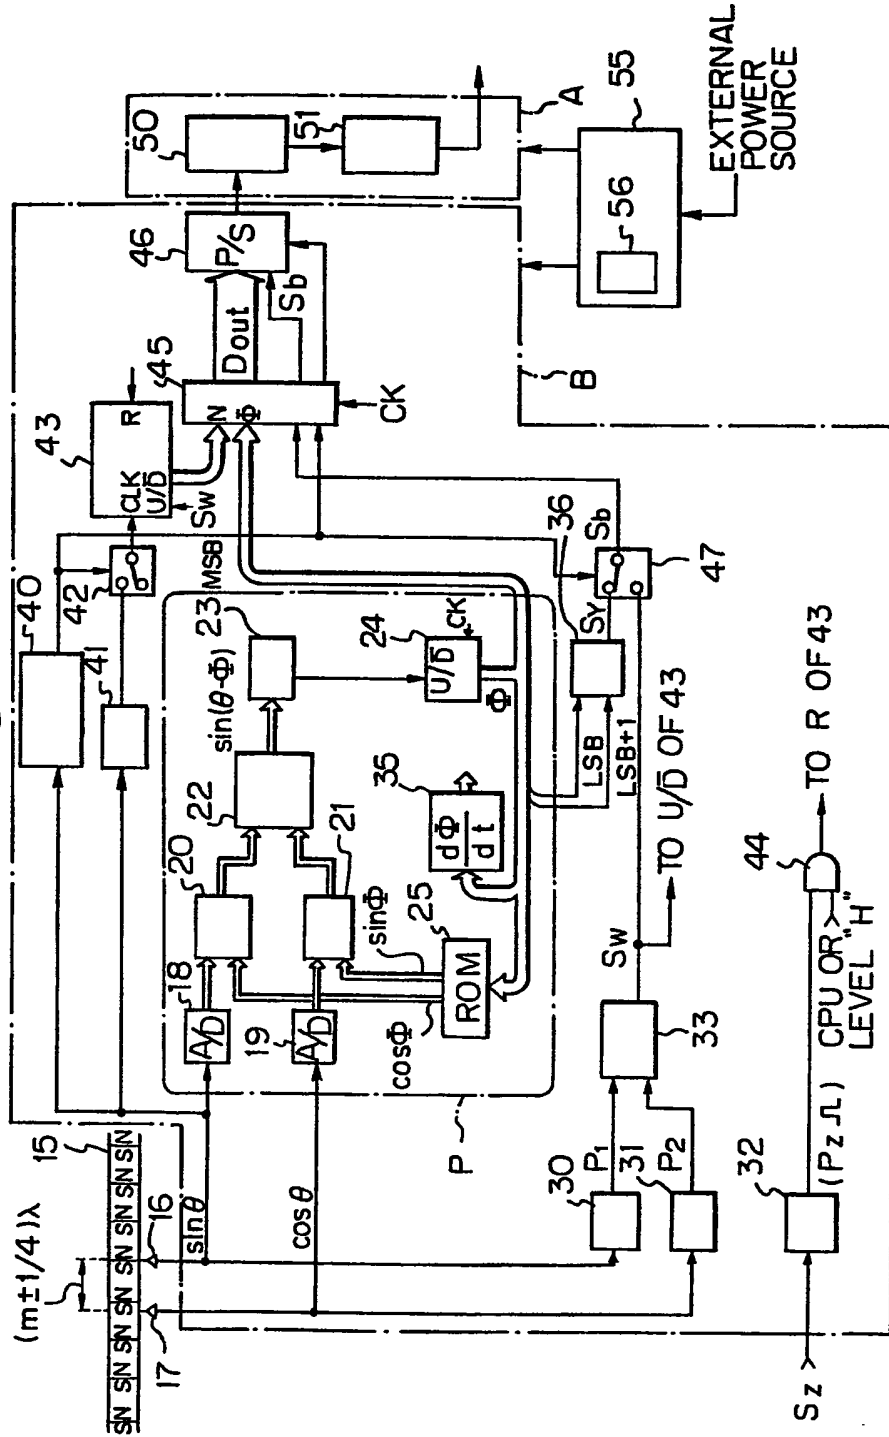 (m±1/4)λ
15
SN SN SN SN SN SN SN SN
17
16
sinθ
cosθ
40
41
42
43
CLK
R
U/D̅
Sw
MSB
N
Φ
45
CK
Dout
Sb
46
P/S
50
51
A
B
55
56
EXTERNAL
POWER
SOURCE
18
A/D
19
A/D
20
21
22
sin(θ-Φ)
23
24
U/D̅
CK
Φ
cosΦ
sinΦ
25
ROM
35
dΦ
dt
P
LSB
LSB+1
36
SY
Sb
47
30
P1
31
P2
33
Sw
TO U/D̅ OF 43
Sz
32
(Pz ⎍)
CPU OR
LEVEL "H"
44
TO R OF 43